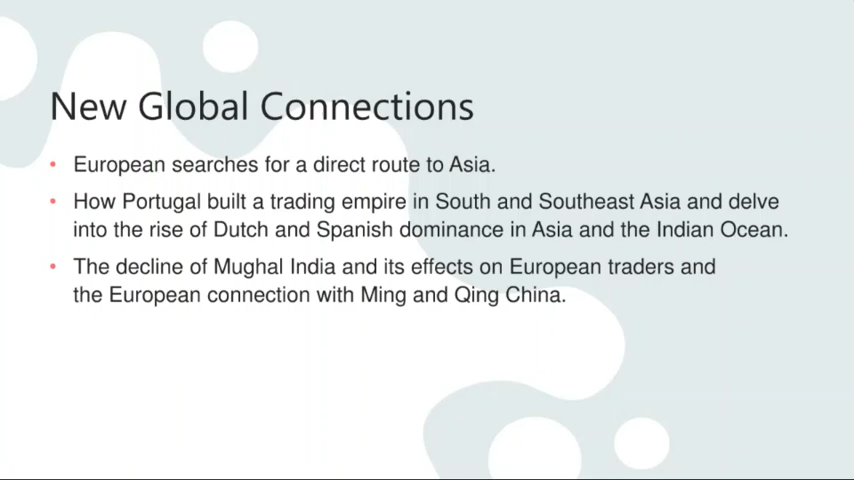 New Global Connections
• European searches for a direct route to Asia.
• How Portugal built a trading empire in South and Southeast Asia and delve
into the rise of Dutch and Spanish dominance in Asia and the Indian Ocean.
• The decline of Mughal India and its effects on European traders and
the European connection with Ming and Qing China.